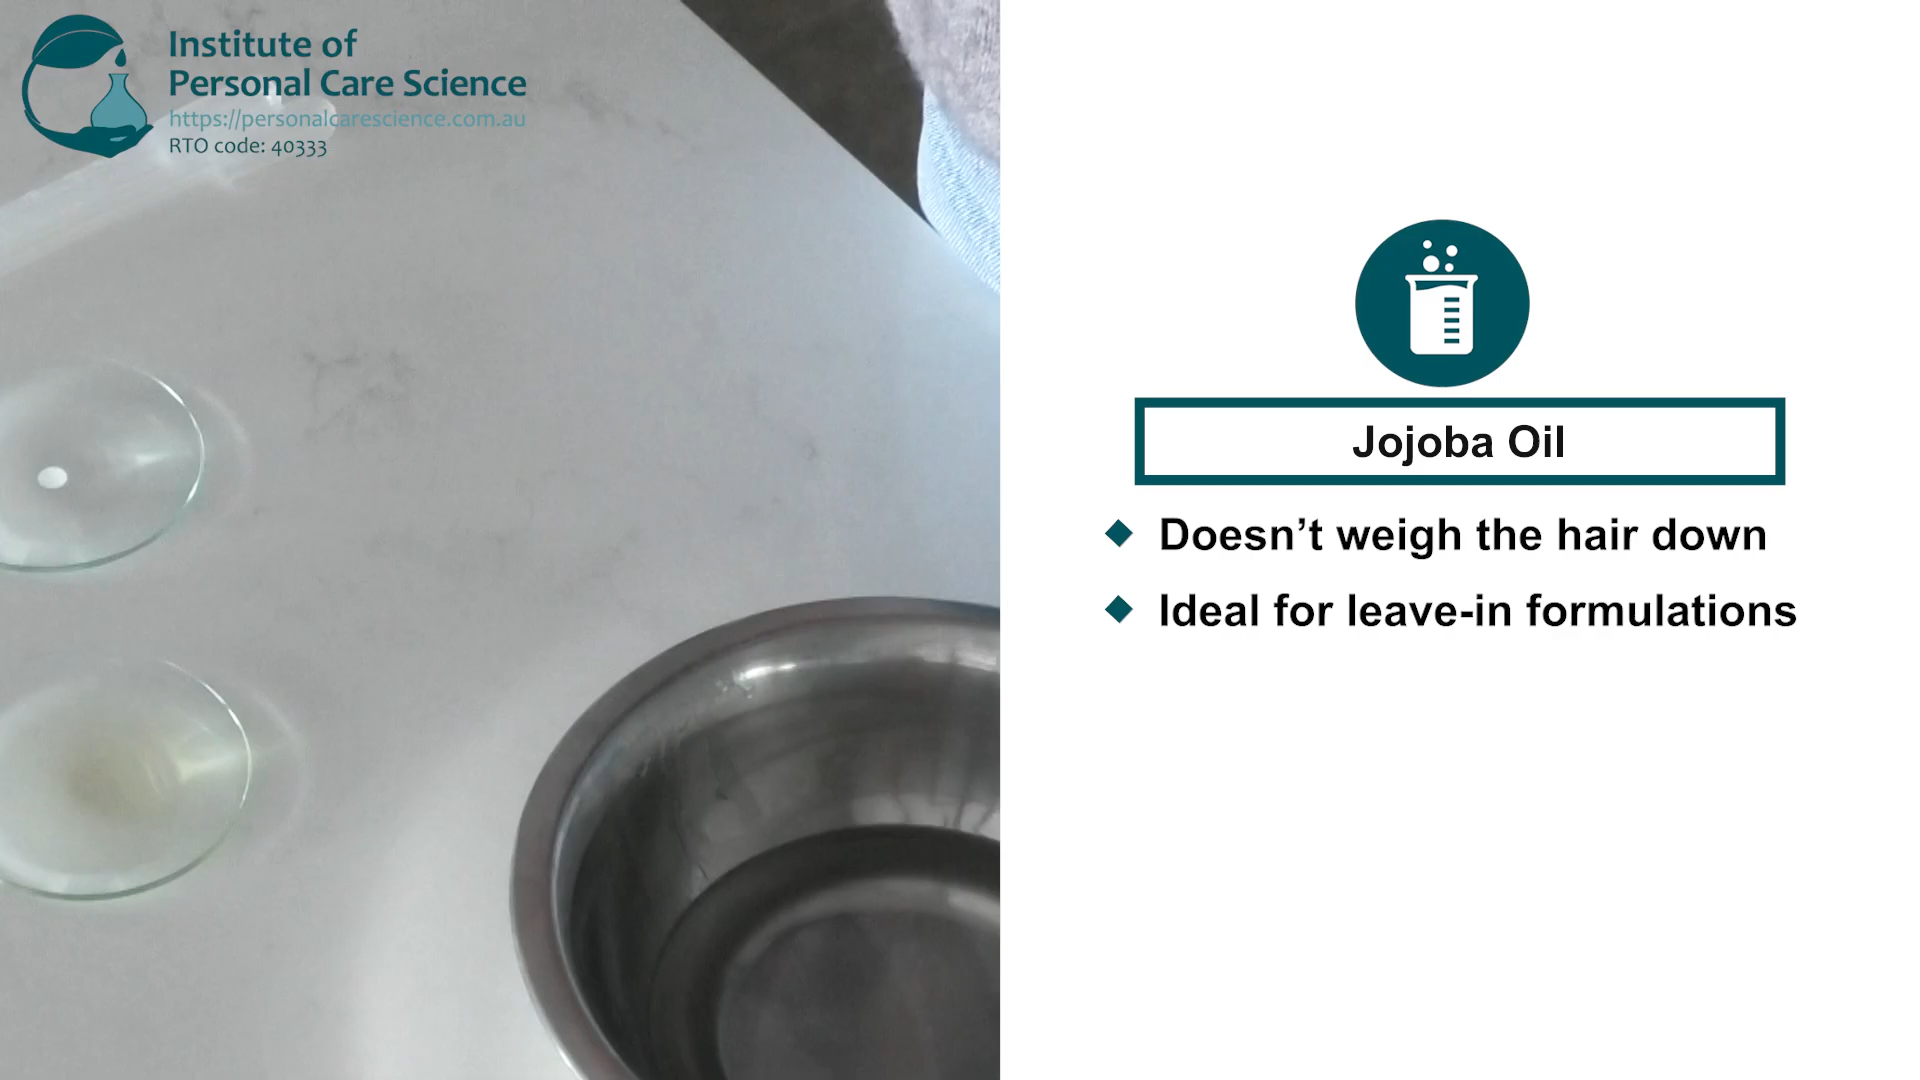 Institute of
Personal Care Science
https://personalcarescience.com.au
RTO code: 40333
Jojoba Oil
Doesn’t weigh the hair down
Ideal for leave-in formulations